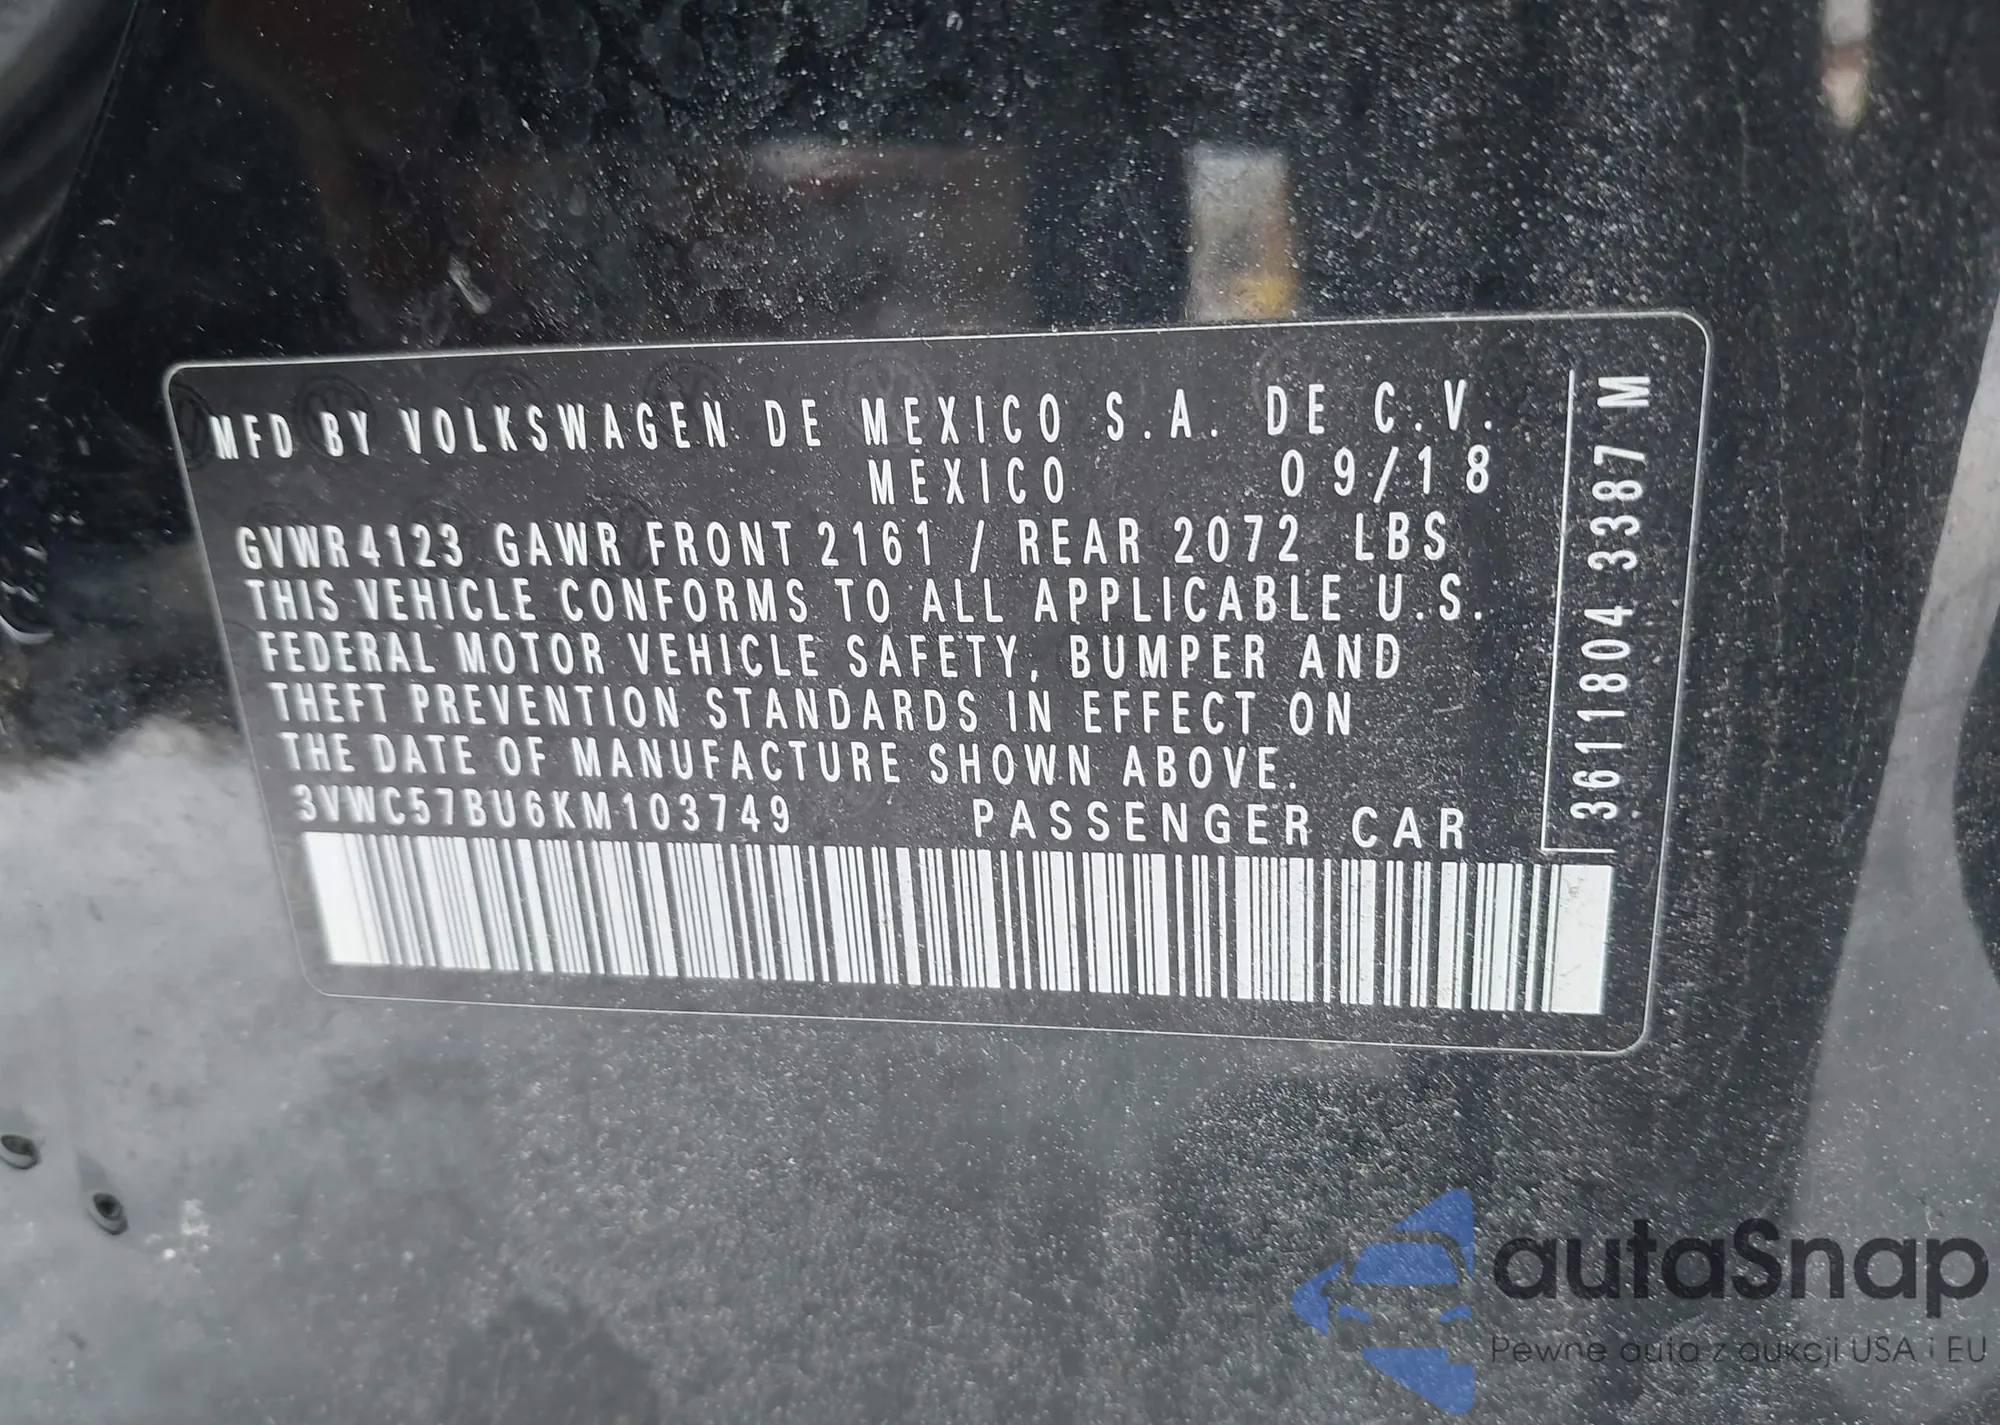 MFD BY VOLKSWAGEN DE MEXICO S.A. DE C.V.
MEXICO 09/18
GVWR 4123 GAWR FRONT 2161 / REAR 2072 LBS
THIS VEHICLE CONFORMS TO ALL APPLICABLE U.S.
FEDERAL MOTOR VEHICLE SAFETY, BUMPER AND
THEFT PREVENTION STANDARDS IN EFFECT ON
THE DATE OF MANUFACTURE SHOWN ABOVE.
3VWC57BU6KM103749 PASSENGER CAR
3611804 3387 M
autaSnap
Pewne auta z aukcji USA i EU